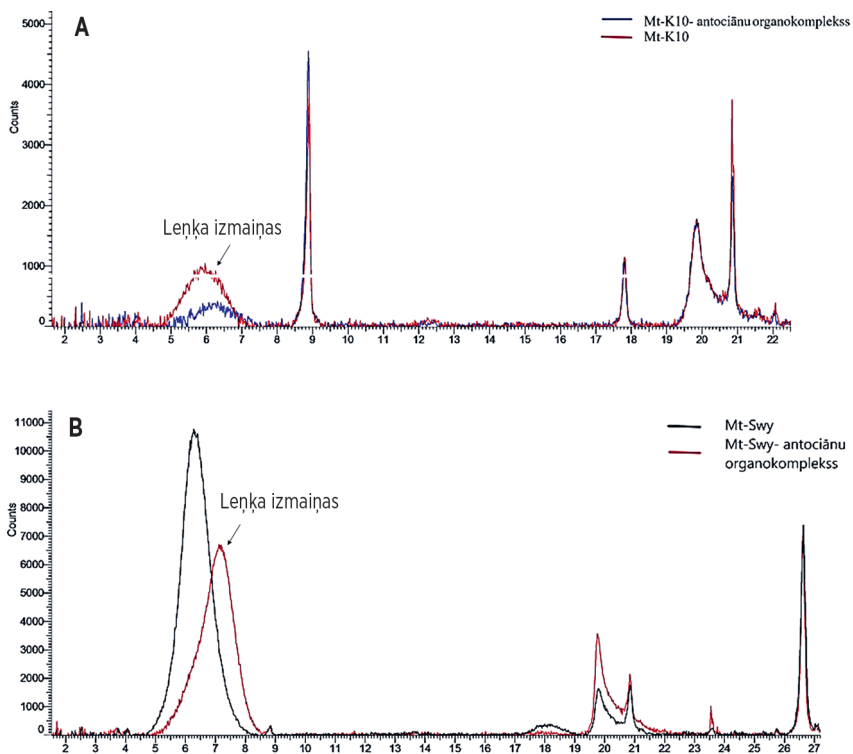 A
Mt-K10- antociānu organokomplekss
Mt-K10
5000
4000
3000
2000
1000
0
Counts
Leņķa izmaiņas
2 3 4 5 6 7 8 9 10 11 12 13 14 15 16 17 18 19 20 21 22
B
Mt-Swy
Mt-Swy- antociānu
organokomplekss
11000
10000
9000
8000
7000
6000
5000
4000
3000
2000
1000
0
Counts
Leņķa izmaiņas
2 3 4 5 6 7 8 9 10 11 12 13 14 15 16 17 18 19 20 21 22 23 24 25 26 27